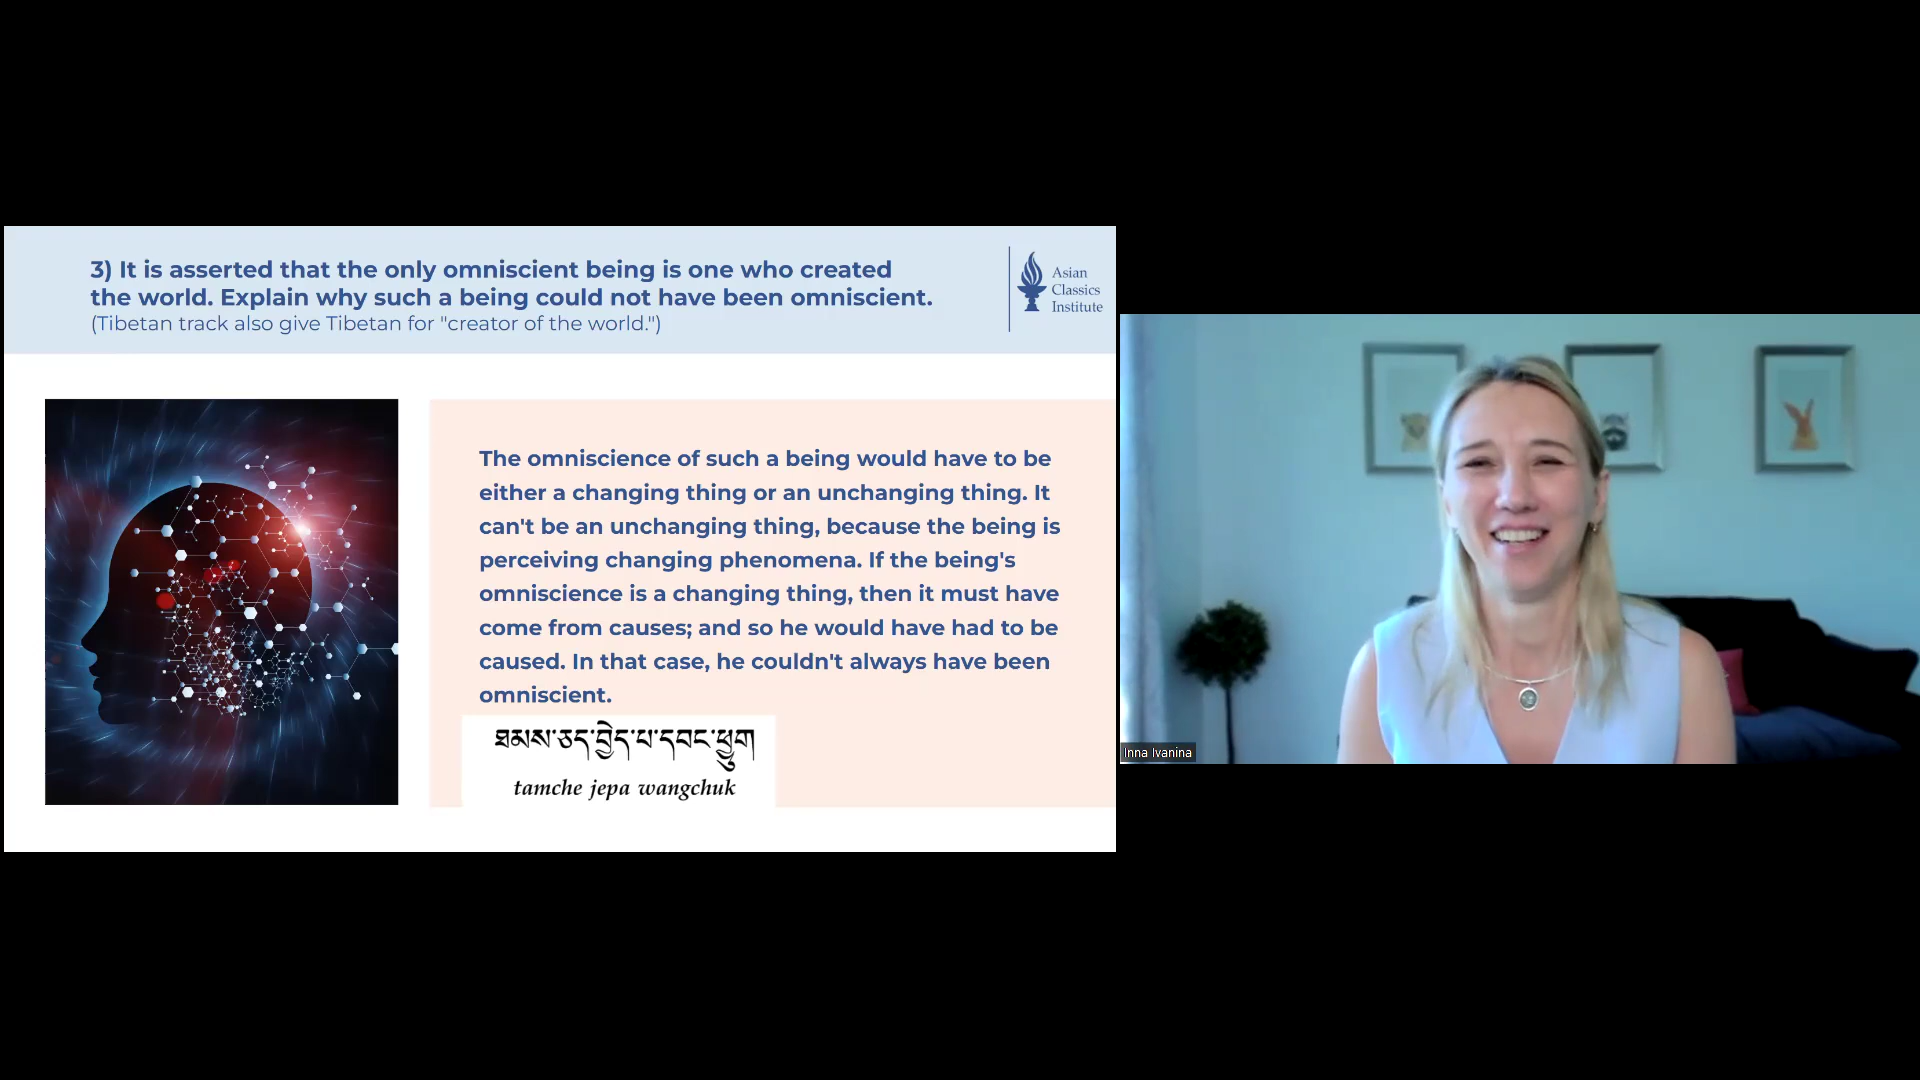 3) It is asserted that the only omniscient being is one who created
the world. Explain why such a being could not have been omniscient.
(Tibetan track also give Tibetan for "creator of the world.")
Asian
Classics
Institute
The omniscience of such a being would have to be
either a changing thing or an unchanging thing. It
can't be an unchanging thing, because the being is
perceiving changing phenomena. If the being's
omniscience is a changing thing, then it must have
come from causes; and so he would have had to be
caused. In that case, he couldn't always have been
omniscient.
ཐམས་ཅད་བྱེད་པ་དབང་ཕྱུག
tamche jepa wangchuk
Inna Ivanina